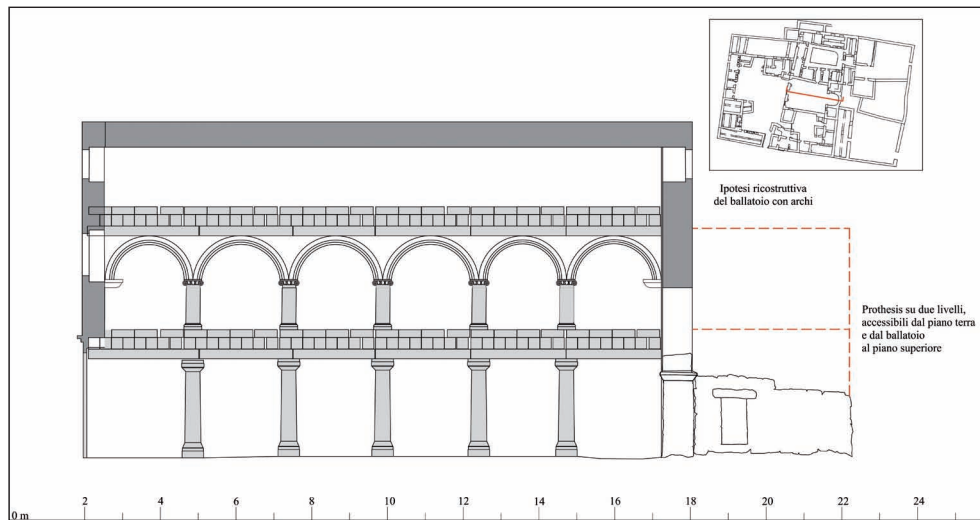 Ipotesi ricostruttiva
del ballatoio con archi
Prothesis su due livelli,
accessibili dal piano terra
e dal ballatoio
al piano superiore
0 m 2 4 6 8 10 12 14 16 18 20 22 24